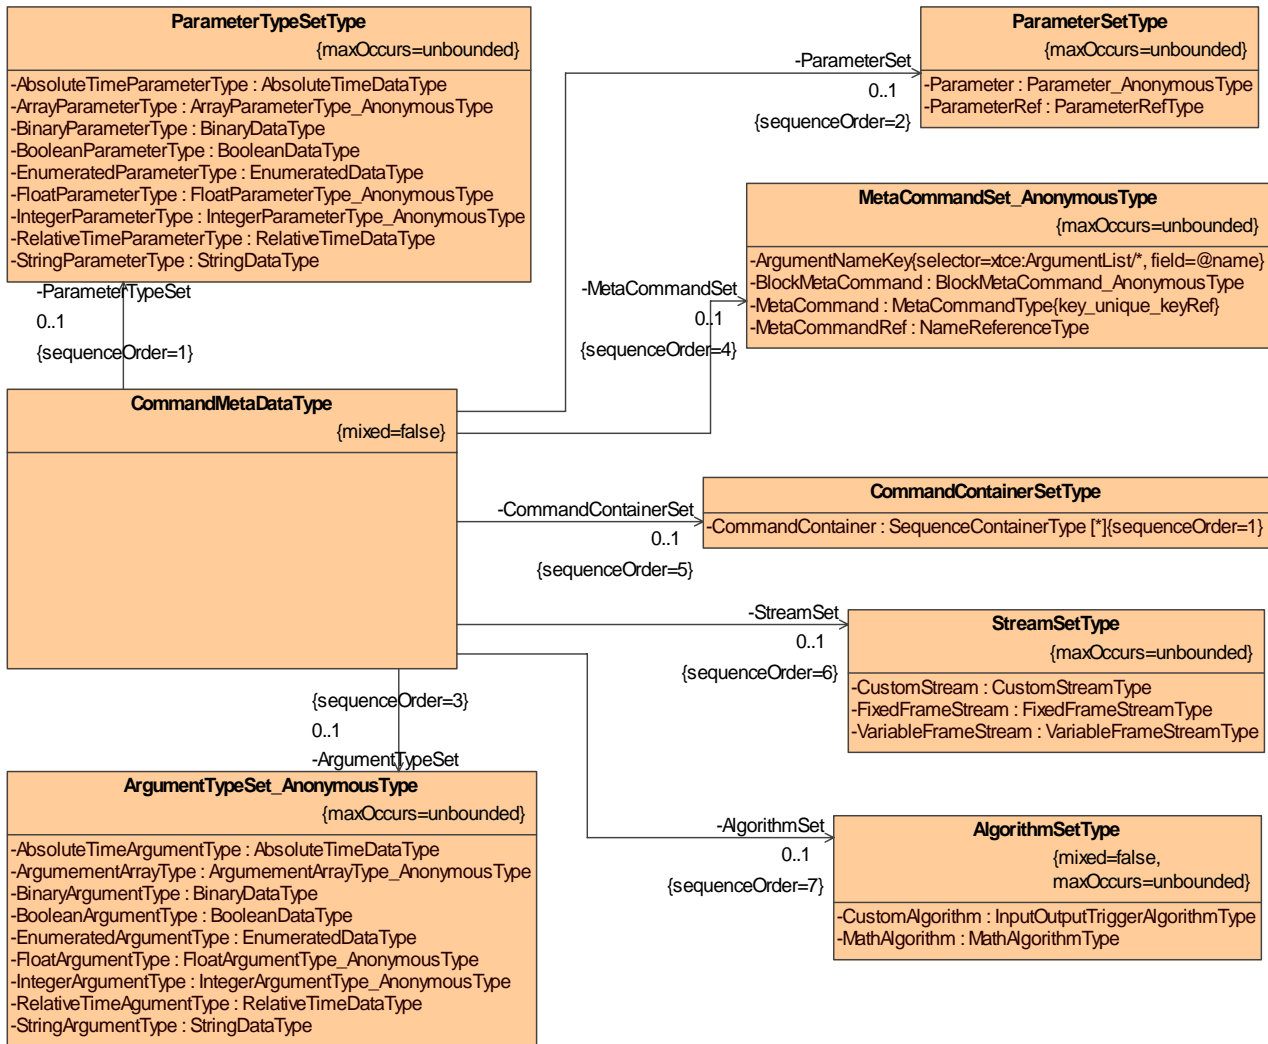 ParameterTypeSetType
{maxOccurs=unbounded}
-AbsoluteTimeParameterType : AbsoluteTimeDataType
-ArrayParameterType : ArrayParameterType_AnonymousType
-BinaryParameterType : BinaryDataType
-BooleanParameterType : BooleanDataType
-EnumeratedParameterType : EnumeratedDataType
-FloatParameterType : FloatParameterType_AnonymousType
-IntegerParameterType : IntegerParameterType_AnonymousType
-RelativeTimeParameterType : RelativeTimeDataType
-StringParameterType : StringDataType
-ParameterTypeSet
0..1
{sequenceOrder=1}
-ParameterSet
0..1
{sequenceOrder=2}
ParameterSetType
{maxOccurs=unbounded}
-Parameter : Parameter_AnonymousType
-ParameterRef : ParameterRefType
-MetaCommandSet
0..1
{sequenceOrder=4}
MetaCommandSet_AnonymousType
{maxOccurs=unbounded}
-ArgumentNameKey{selector=xtce:ArgumentList/*, field=@name}
-BlockMetaCommand : BlockMetaCommand_AnonymousType
-MetaCommand : MetaCommandType{key_unique_keyRef}
-MetaCommandRef : NameReferenceType
CommandMetaDataType
{mixed=false}
-CommandContainerSet
0..1
{sequenceOrder=5}
CommandContainerSetType
-CommandContainer : SequenceContainerType [*]{sequenceOrder=1}
-StreamSet
0..1
{sequenceOrder=6}
StreamSetType
{maxOccurs=unbounded}
-CustomStream : CustomStreamType
-FixedFrameStream : FixedFrameStreamType
-VariableFrameStream : VariableFrameStreamType
{sequenceOrder=3}
0..1
-ArgumentTypeSet
ArgumentTypeSet_AnonymousType
{maxOccurs=unbounded}
-AbsoluteTimeArgumentType : AbsoluteTimeDataType
-ArgumementArrayType : ArgumementArrayType_AnonymousType
-BinaryArgumentType : BinaryDataType
-BooleanArgumentType : BooleanDataType
-EnumeratedArgumentType : EnumeratedDataType
-FloatArgumentType : FloatArgumentType_AnonymousType
-IntegerArgumentType : IntegerArgumentType_AnonymousType
-RelativeTimeAgumentType : RelativeTimeDataType
-StringArgumentType : StringDataType
-AlgorithmSet
0..1
{sequenceOrder=7}
AlgorithmSetType
{mixed=false,
maxOccurs=unbounded}
-CustomAlgorithm : InputOutputTriggerAlgorithmType
-MathAlgorithm : MathAlgorithmType